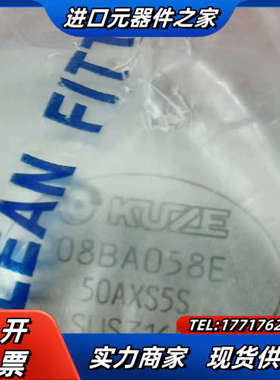 进口元器件之家
LEAN FITT
KUZE
08BA058E
50AXS5S
开
票
TEL:1771762
实力商家 现货供